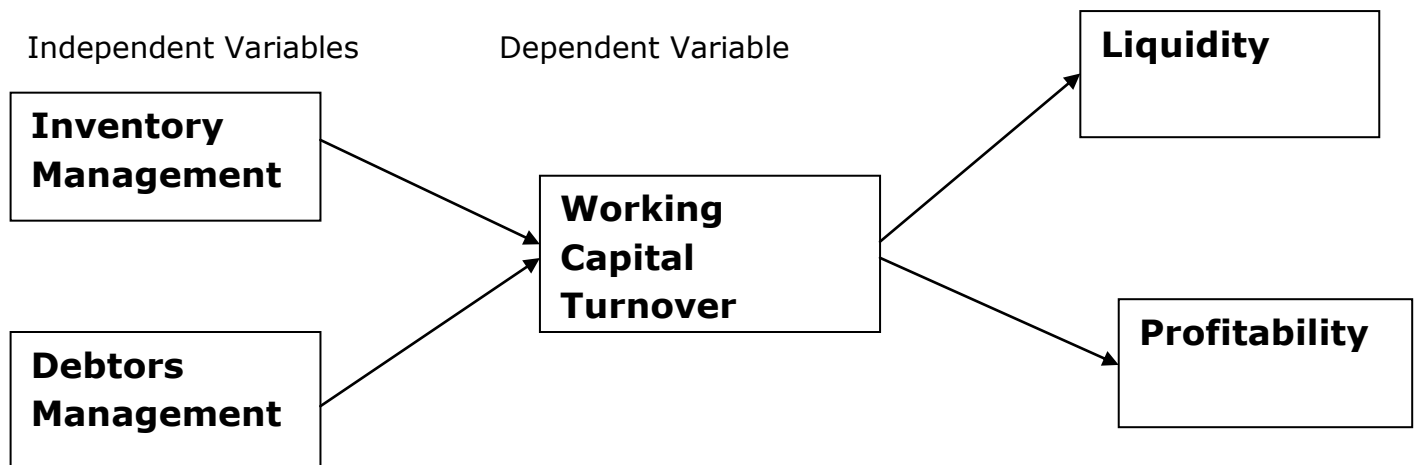 Independent Variables
Dependent Variable
Liquidity
Inventory
Management
Working
Capital
Turnover
Profitability
Debtors
Management